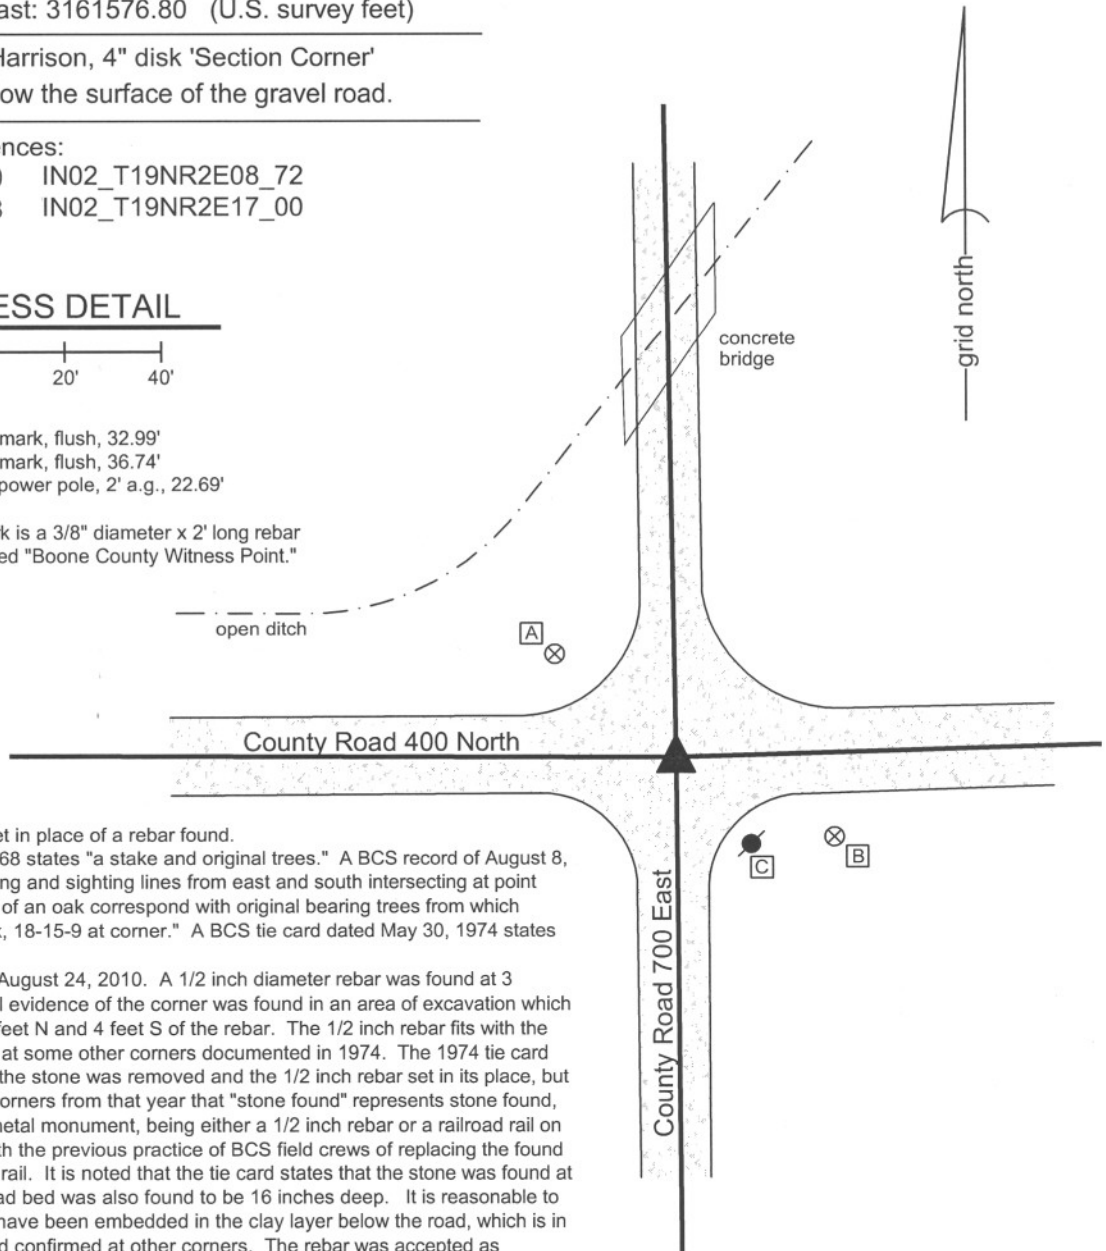 ast: 3161576.80 (U.S. survey feet)
Harrison, 4" disk 'Section Corner'
ow the surface of the gravel road.
ences:
IN02_T19NR2E08_72
IN02_T19NR2E17_00
ESS DETAIL
20' 40'
mark, flush, 32.99'
mark, flush, 36.74'
power pole, 2' a.g., 22.69'
k is a 3/8" diameter x 2' long rebar
ed "Boone County Witness Point."
grid north
concrete
bridge
open ditch
A
County Road 400 North
B
C
County Road 700 East
et in place of a rebar found.
68 states "a stake and original trees." A BCS record of August 8,
ng and sighting lines from east and south intersecting at point
of an oak correspond with original bearing trees from which
, 18-15-9 at corner." A BCS tie card dated May 30, 1974 states
August 24, 2010. A 1/2 inch diameter rebar was found at 3
l evidence of the corner was found in an area of excavation which
feet N and 4 feet S of the rebar. The 1/2 inch rebar fits with the
at some other corners documented in 1974. The 1974 tie card
the stone was removed and the 1/2 inch rebar set in its place, but
orners from that year that "stone found" represents stone found,
metal monument, being either a 1/2 inch rebar or a railroad rail on
th the previous practice of BCS field crews of replacing the found
rail. It is noted that the tie card states that the stone was found at
ad bed was also found to be 16 inches deep. It is reasonable to
have been embedded in the clay layer below the road, which is in
d confirmed at other corners. The rebar was accepted as